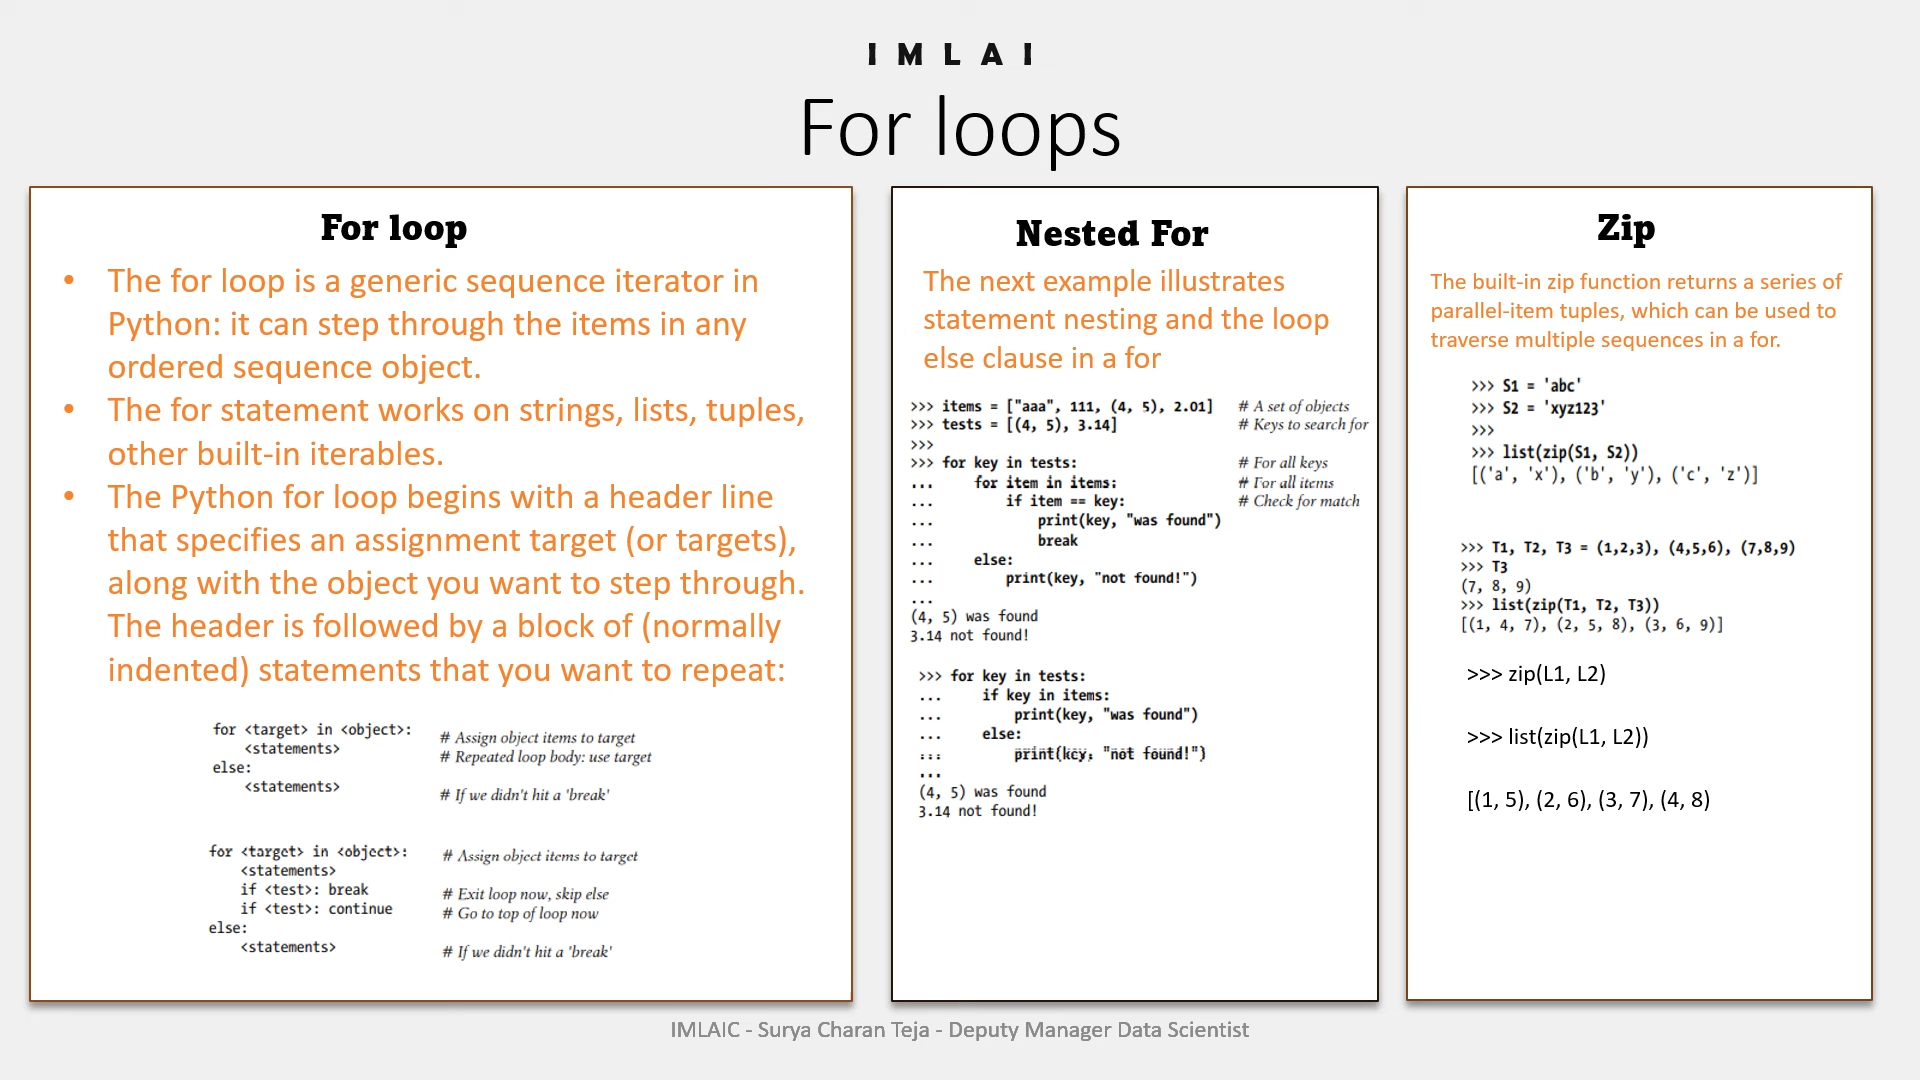 IMLAI
For loops
For loop
• The for loop is a generic sequence iterator in
Python: it can step through the items in any
ordered sequence object.
• The for statement works on strings, lists, tuples,
other built-in iterables.
• The Python for loop begins with a header line
that specifies an assignment target (or targets),
along with the object you want to step through.
The header is followed by a block of (normally
indented) statements that you want to repeat:
for <target> in <object>: # Assign object items to target
    <statements> # Repeated loop body: use target
else:
    <statements> # If we didn't hit a 'break'
for <target> in <object>: # Assign object items to target
    <statements>
    if <test>: break # Exit loop now, skip else
    if <test>: continue # Go to top of loop now
else:
    <statements> # If we didn't hit a 'break'
Nested For
The next example illustrates
statement nesting and the loop
else clause in a for
>>> items = ["aaa", 111, (4, 5), 2.01] # A set of objects
>>> tests = [(4, 5), 3.14] # Keys to search for
>>>
>>> for key in tests: # For all keys
...     for item in items: # For all items
...         if item == key: # Check for match
...             print(key, "was found")
...             break
...     else:
...         print(key, "not found!")
...
(4, 5) was found
3.14 not found!
>>> for key in tests:
...     if key in items:
...         print(key, "was found")
...     else:
...         print(key, "not found!")
...
(4, 5) was found
3.14 not found!
Zip
The built-in zip function returns a series of
parallel-item tuples, which can be used to
traverse multiple sequences in a for.
>>> S1 = 'abc'
>>> S2 = 'xyz123'
>>>
>>> list(zip(S1, S2))
[('a', 'x'), ('b', 'y'), ('c', 'z')]
>>> T1, T2, T3 = (1,2,3), (4,5,6), (7,8,9)
>>> T3
(7, 8, 9)
>>> list(zip(T1, T2, T3))
[(1, 4, 7), (2, 5, 8), (3, 6, 9)]
>>> zip(L1, L2)
>>> list(zip(L1, L2))
[(1, 5), (2, 6), (3, 7), (4, 8)
IMLAIC - Surya Charan Teja - Deputy Manager Data Scientist